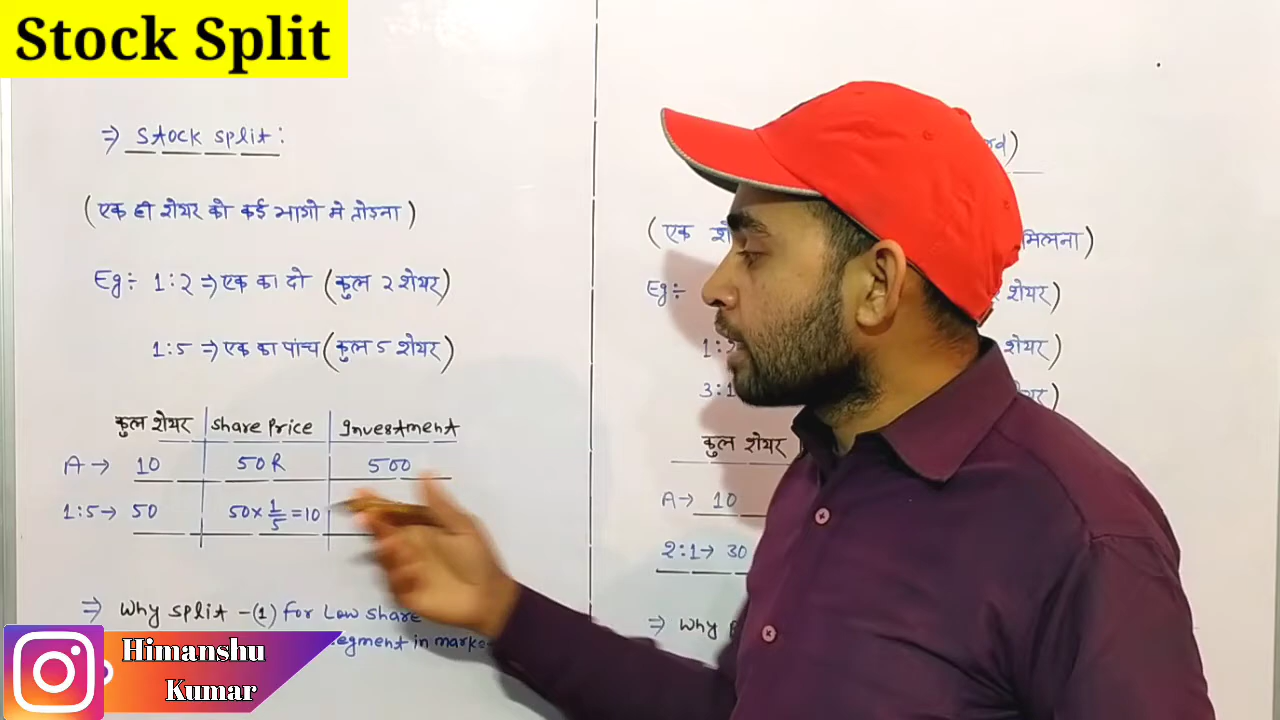 Stock Split
⇒ Stock split:
(एक ही शेयर को कई भागो मे तोड़ना)
Eg:- 1:2 ⇒ एक का दो (कुल 2 शेयर)
1:5 ⇒ एक का पांच (कुल 5 शेयर)
कुल शेयर Share Price Investment
A → 10 50R 500
1:5 → 50 50 × 1/5 = 10
⇒ Why split - (1) For Low share
segment in
Himanshu
Kumar
(एक मिलना)
Eg:- शेयर)
1: शेयर)
3:1
कुल शेयर
A → 10
2:1 → 30
⇒ Why